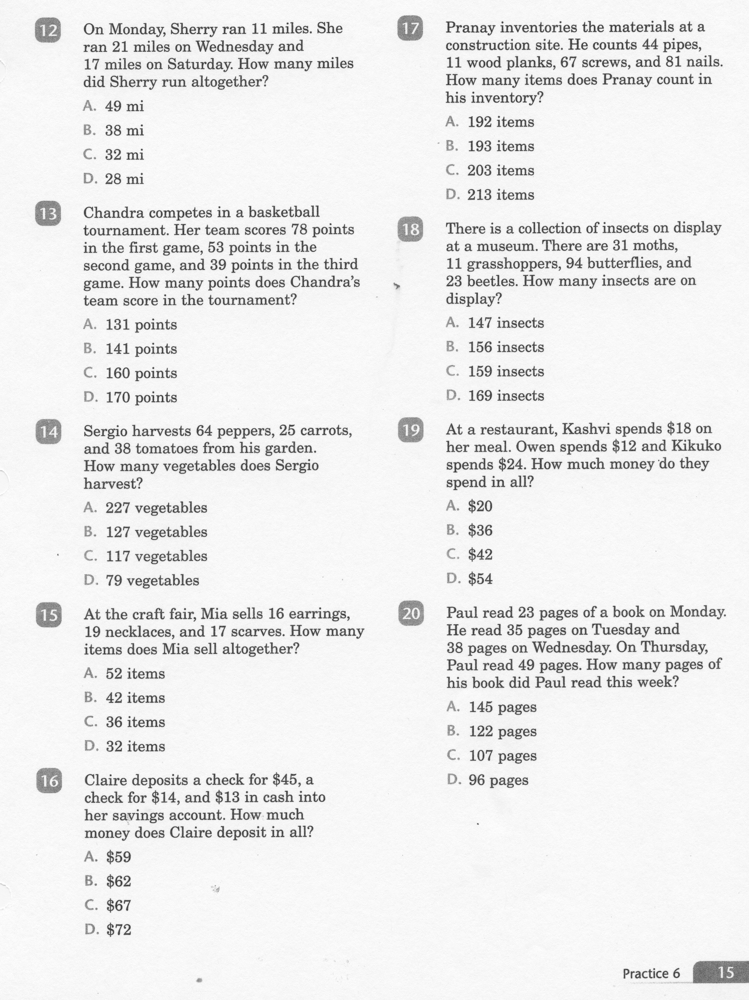 12 On Monday, Sherry ran 11 miles. She
ran 21 miles on Wednesday and
17 miles on Saturday. How many miles
did Sherry run altogether?
A. 49 mi
B. 38 mi
C. 32 mi
D. 28 mi
13 Chandra competes in a basketball
tournament. Her team scores 78 points
in the first game, 53 points in the
second game, and 39 points in the third
game. How many points does Chandra’s
team score in the tournament?
A. 131 points
B. 141 points
C. 160 points
D. 170 points
14 Sergio harvests 64 peppers, 25 carrots,
and 38 tomatoes from his garden.
How many vegetables does Sergio
harvest?
A. 227 vegetables
B. 127 vegetables
C. 117 vegetables
D. 79 vegetables
15 At the craft fair, Mia sells 16 earrings,
19 necklaces, and 17 scarves. How many
items does Mia sell altogether?
A. 52 items
B. 42 items
C. 36 items
D. 32 items
16 Claire deposits a check for $45, a
check for $14, and $13 in cash into
her savings account. How much
money does Claire deposit in all?
A. $59
B. $62
C. $67
D. $72
17 Pranay inventories the materials at a
construction site. He counts 44 pipes,
11 wood planks, 67 screws, and 81 nails.
How many items does Pranay count in
his inventory?
A. 192 items
B. 193 items
C. 203 items
D. 213 items
18 There is a collection of insects on display
at a museum. There are 31 moths,
11 grasshoppers, 94 butterflies, and
23 beetles. How many insects are on
display?
A. 147 insects
B. 156 insects
C. 159 insects
D. 169 insects
19 At a restaurant, Kashvi spends $18 on
her meal. Owen spends $12 and Kikuko
spends $24. How much money do they
spend in all?
A. $20
B. $36
C. $42
D. $54
20 Paul read 23 pages of a book on Monday.
He read 35 pages on Tuesday and
38 pages on Wednesday. On Thursday,
Paul read 49 pages. How many pages of
his book did Paul read this week?
A. 145 pages
B. 122 pages
C. 107 pages
D. 96 pages
Practice 6 15